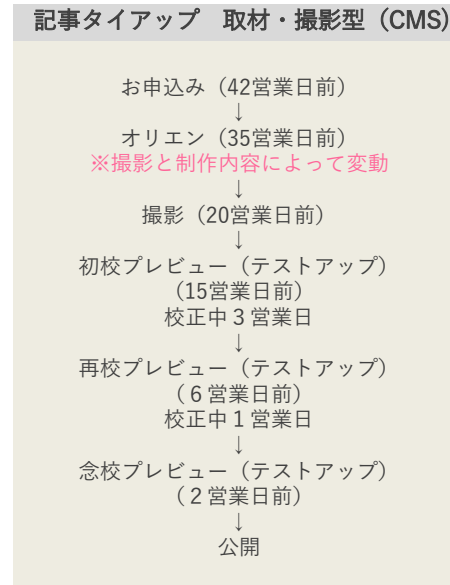 記事タイアップ　取材・撮影型（CMS)
お申込み（42営業日前）
↓
オリエン（35営業日前）
※撮影と制作内容によって変動
↓
撮影（20営業日前）
↓
初校プレビュー（テストアップ）
（15営業日前）
校正中３営業日
↓
再校プレビュー（テストアップ）
（６営業日前）
校正中１営業日
↓
念校プレビュー（テストアップ）
（２営業日前）
↓
公開